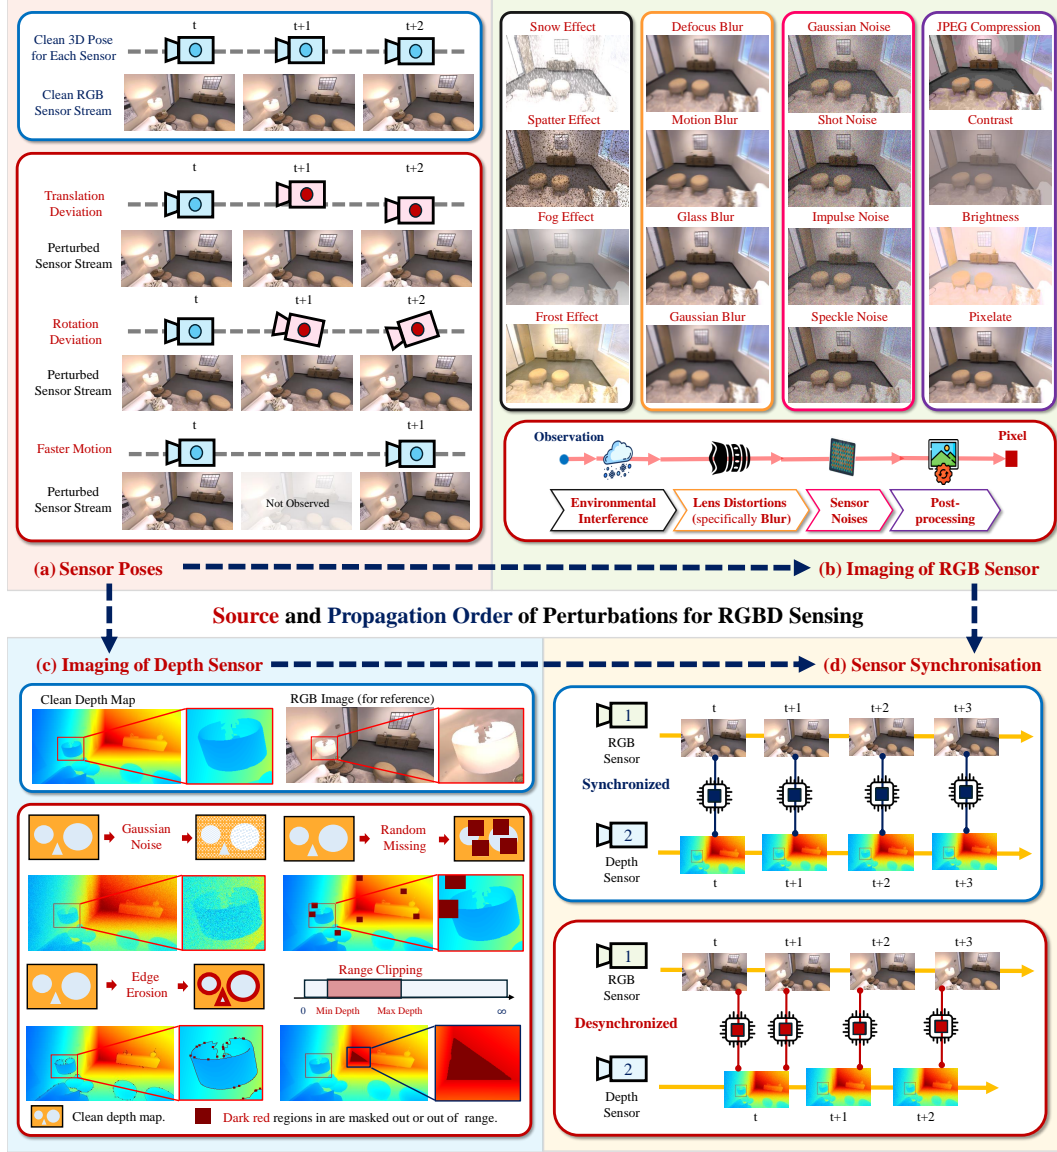 t
t+1
t+2
Clean 3D Pose
for Each Sensor
Clean RGB
Sensor Stream
t
t+1
t+2
Translation
Deviation
Perturbed
Sensor Stream
t
t+1
t+2
Rotation
Deviation
Perturbed
Sensor Stream
t
t+1
Faster Motion
Perturbed
Sensor Stream
Not Observed
(a) Sensor Poses
Snow Effect
Spatter Effect
Fog Effect
Frost Effect
Defocus Blur
Motion Blur
Glass Blur
Gaussian Blur
Gaussian Noise
Shot Noise
Impulse Noise
Speckle Noise
JPEG Compression
Contrast
Brightness
Pixelate
Observation
Pixel
Environmental
Interference
Lens Distortions
(specifically Blur)
Sensor
Noises
Post-
processing
(b) Imaging of RGB Sensor
Source and Propagation Order of Perturbations for RGBD Sensing
(c) Imaging of Depth Sensor
Clean Depth Map
RGB Image (for reference)
Gaussian
Noise
Random
Missing
Edge
Erosion
Range Clipping
0
Min Depth
Max Depth
∞
Clean depth map.
Dark red regions in are masked out or out of range.
(d) Sensor Synchronisation
1
RGB
Sensor
t
t+1
t+2
t+3
Synchronized
2
Depth
Sensor
t
t+1
t+2
t+3
1
RGB
Sensor
t
t+1
t+2
t+3
Desynchronized
2
Depth
Sensor
t
t+1
t+2